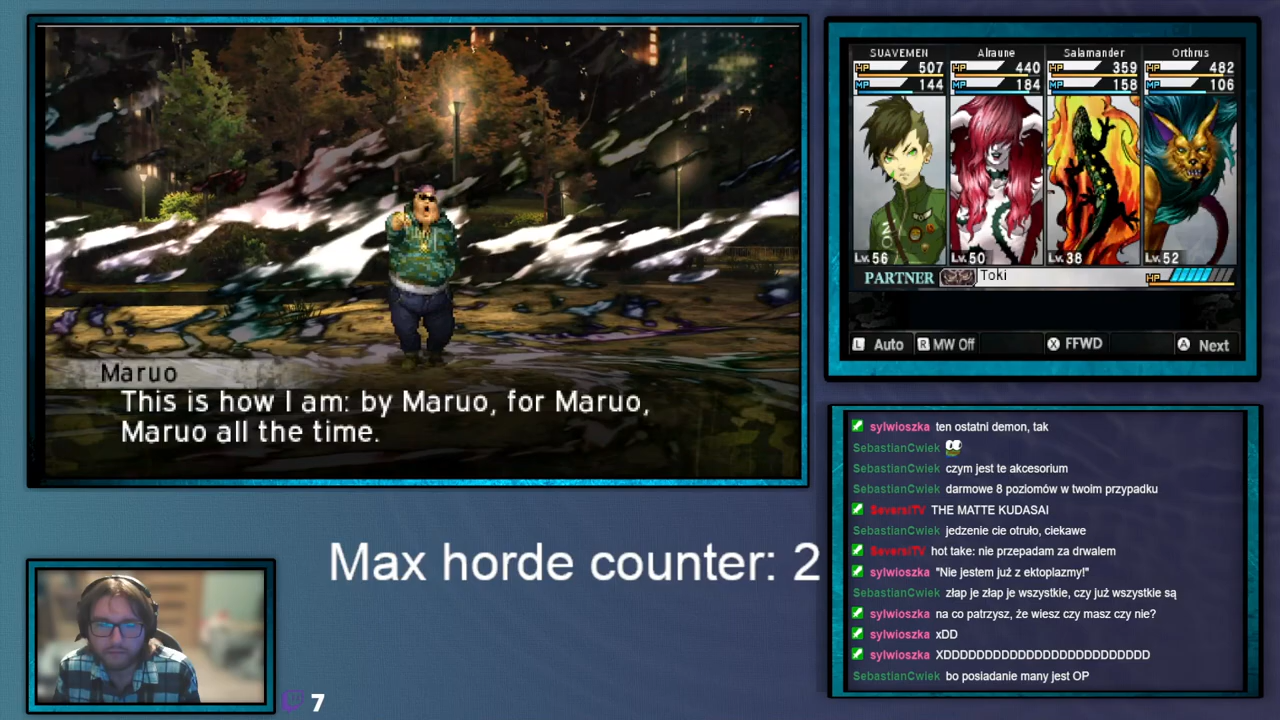 Maruo
This is how I am: by Maruo, for Maruo,
Maruo all the time.
SUAVEMEN Alraune Salamander Orthrus
HP 507 HP 440 HP 359 HP 482
MP 144 MP 184 MP 158 MP 106
Lv.56 Lv.50 Lv.38 Lv.52
PARTNER Toki HP
L Auto R MW Off X FFWD A Next
sylwioszka ten ostatni demon, tak
SebastianCwiek
SebastianCwiek czym jest te akcesorium
SebastianCwiek darmowe 8 poziomów w twoim przypadku
SeversiTV THE MATTE KUDASAI
SebastianCwiek jedzenie cie otruło, ciekawe
SeversiTV hot take: nie przepadam za drwalem
sylwioszka "Nie jestem już z ektoplazmy!"
SebastianCwiek złap je złap je wszystkie, czy już wszystkie są
sylwioszka na co patrzysz, że wiesz czy masz czy nie?
sylwioszka xDD
sylwioszka XDDDDDDDDDDDDDDDDDDDDDDDDD
SebastianCwiek bo posiadanie many jest OP
Max horde counter: 2
7